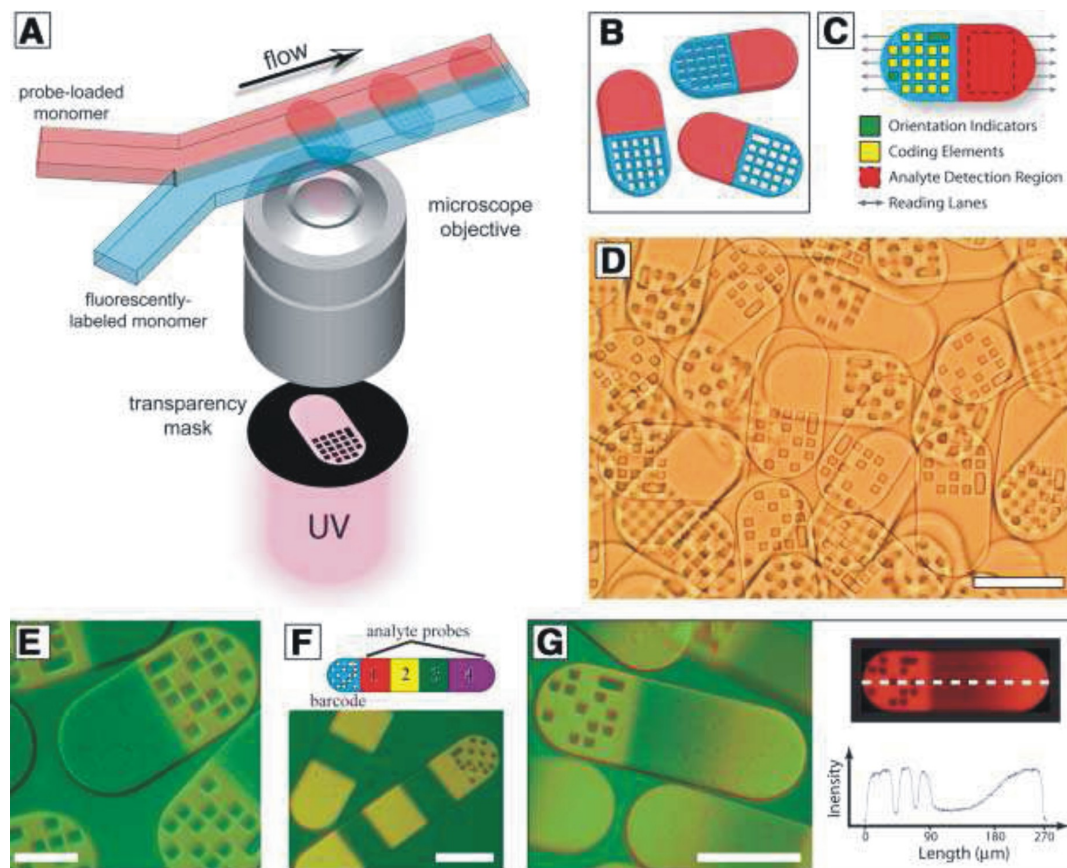 A
flow
probe-loaded
monomer
fluorescently-
labeled monomer
microscope
objective
transparency
mask
UV
B
C
Orientation Indicators
Coding Elements
Analyte Detection Region
Reading Lanes
D
E
F
analyte probes
1 2 3 4
barcode
G
Inensity
0 90 180 270
Length (μm)